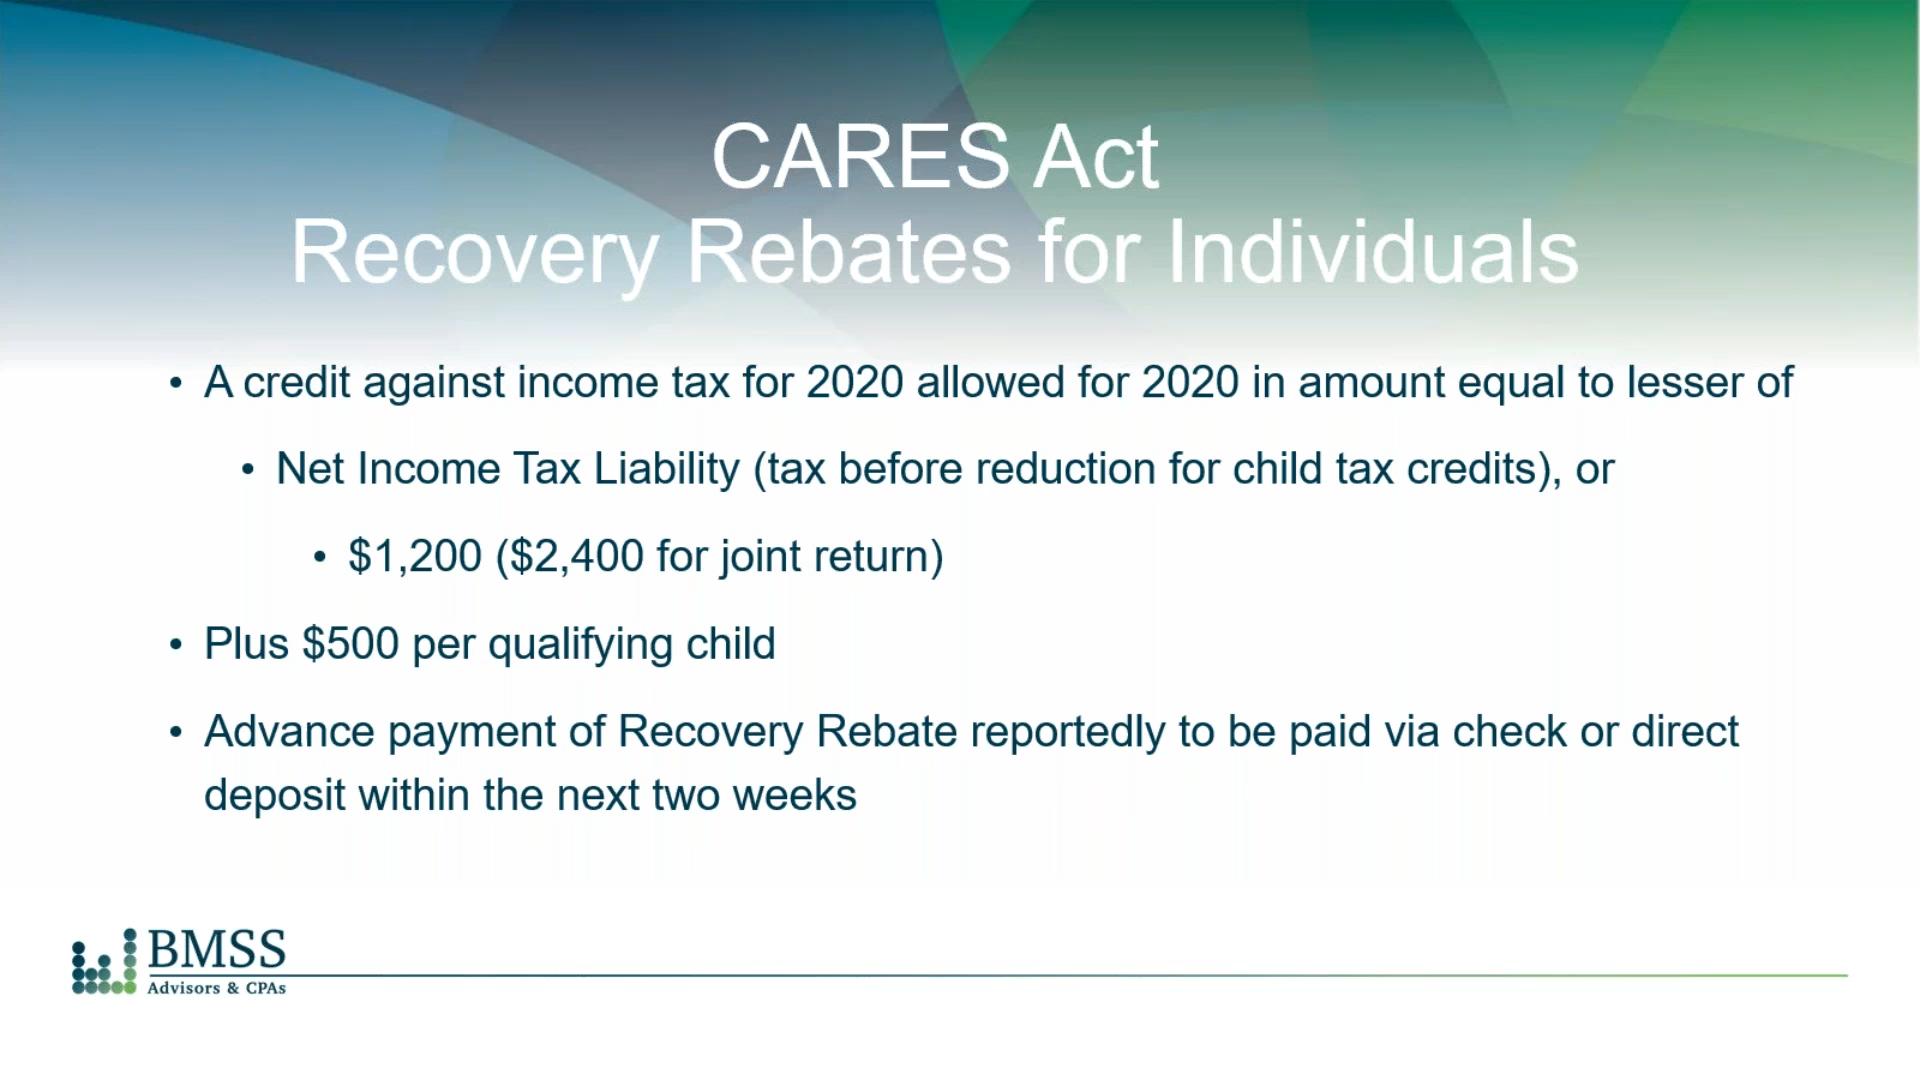 CARES Act
Recovery Rebates for Individuals
• A credit against income tax for 2020 allowed for 2020 in amount equal to lesser of
• Net Income Tax Liability (tax before reduction for child tax credits), or
• $1,200 ($2,400 for joint return)
• Plus $500 per qualifying child
• Advance payment of Recovery Rebate reportedly to be paid via check or direct
deposit within the next two weeks
BMSS
Advisors & CPAs